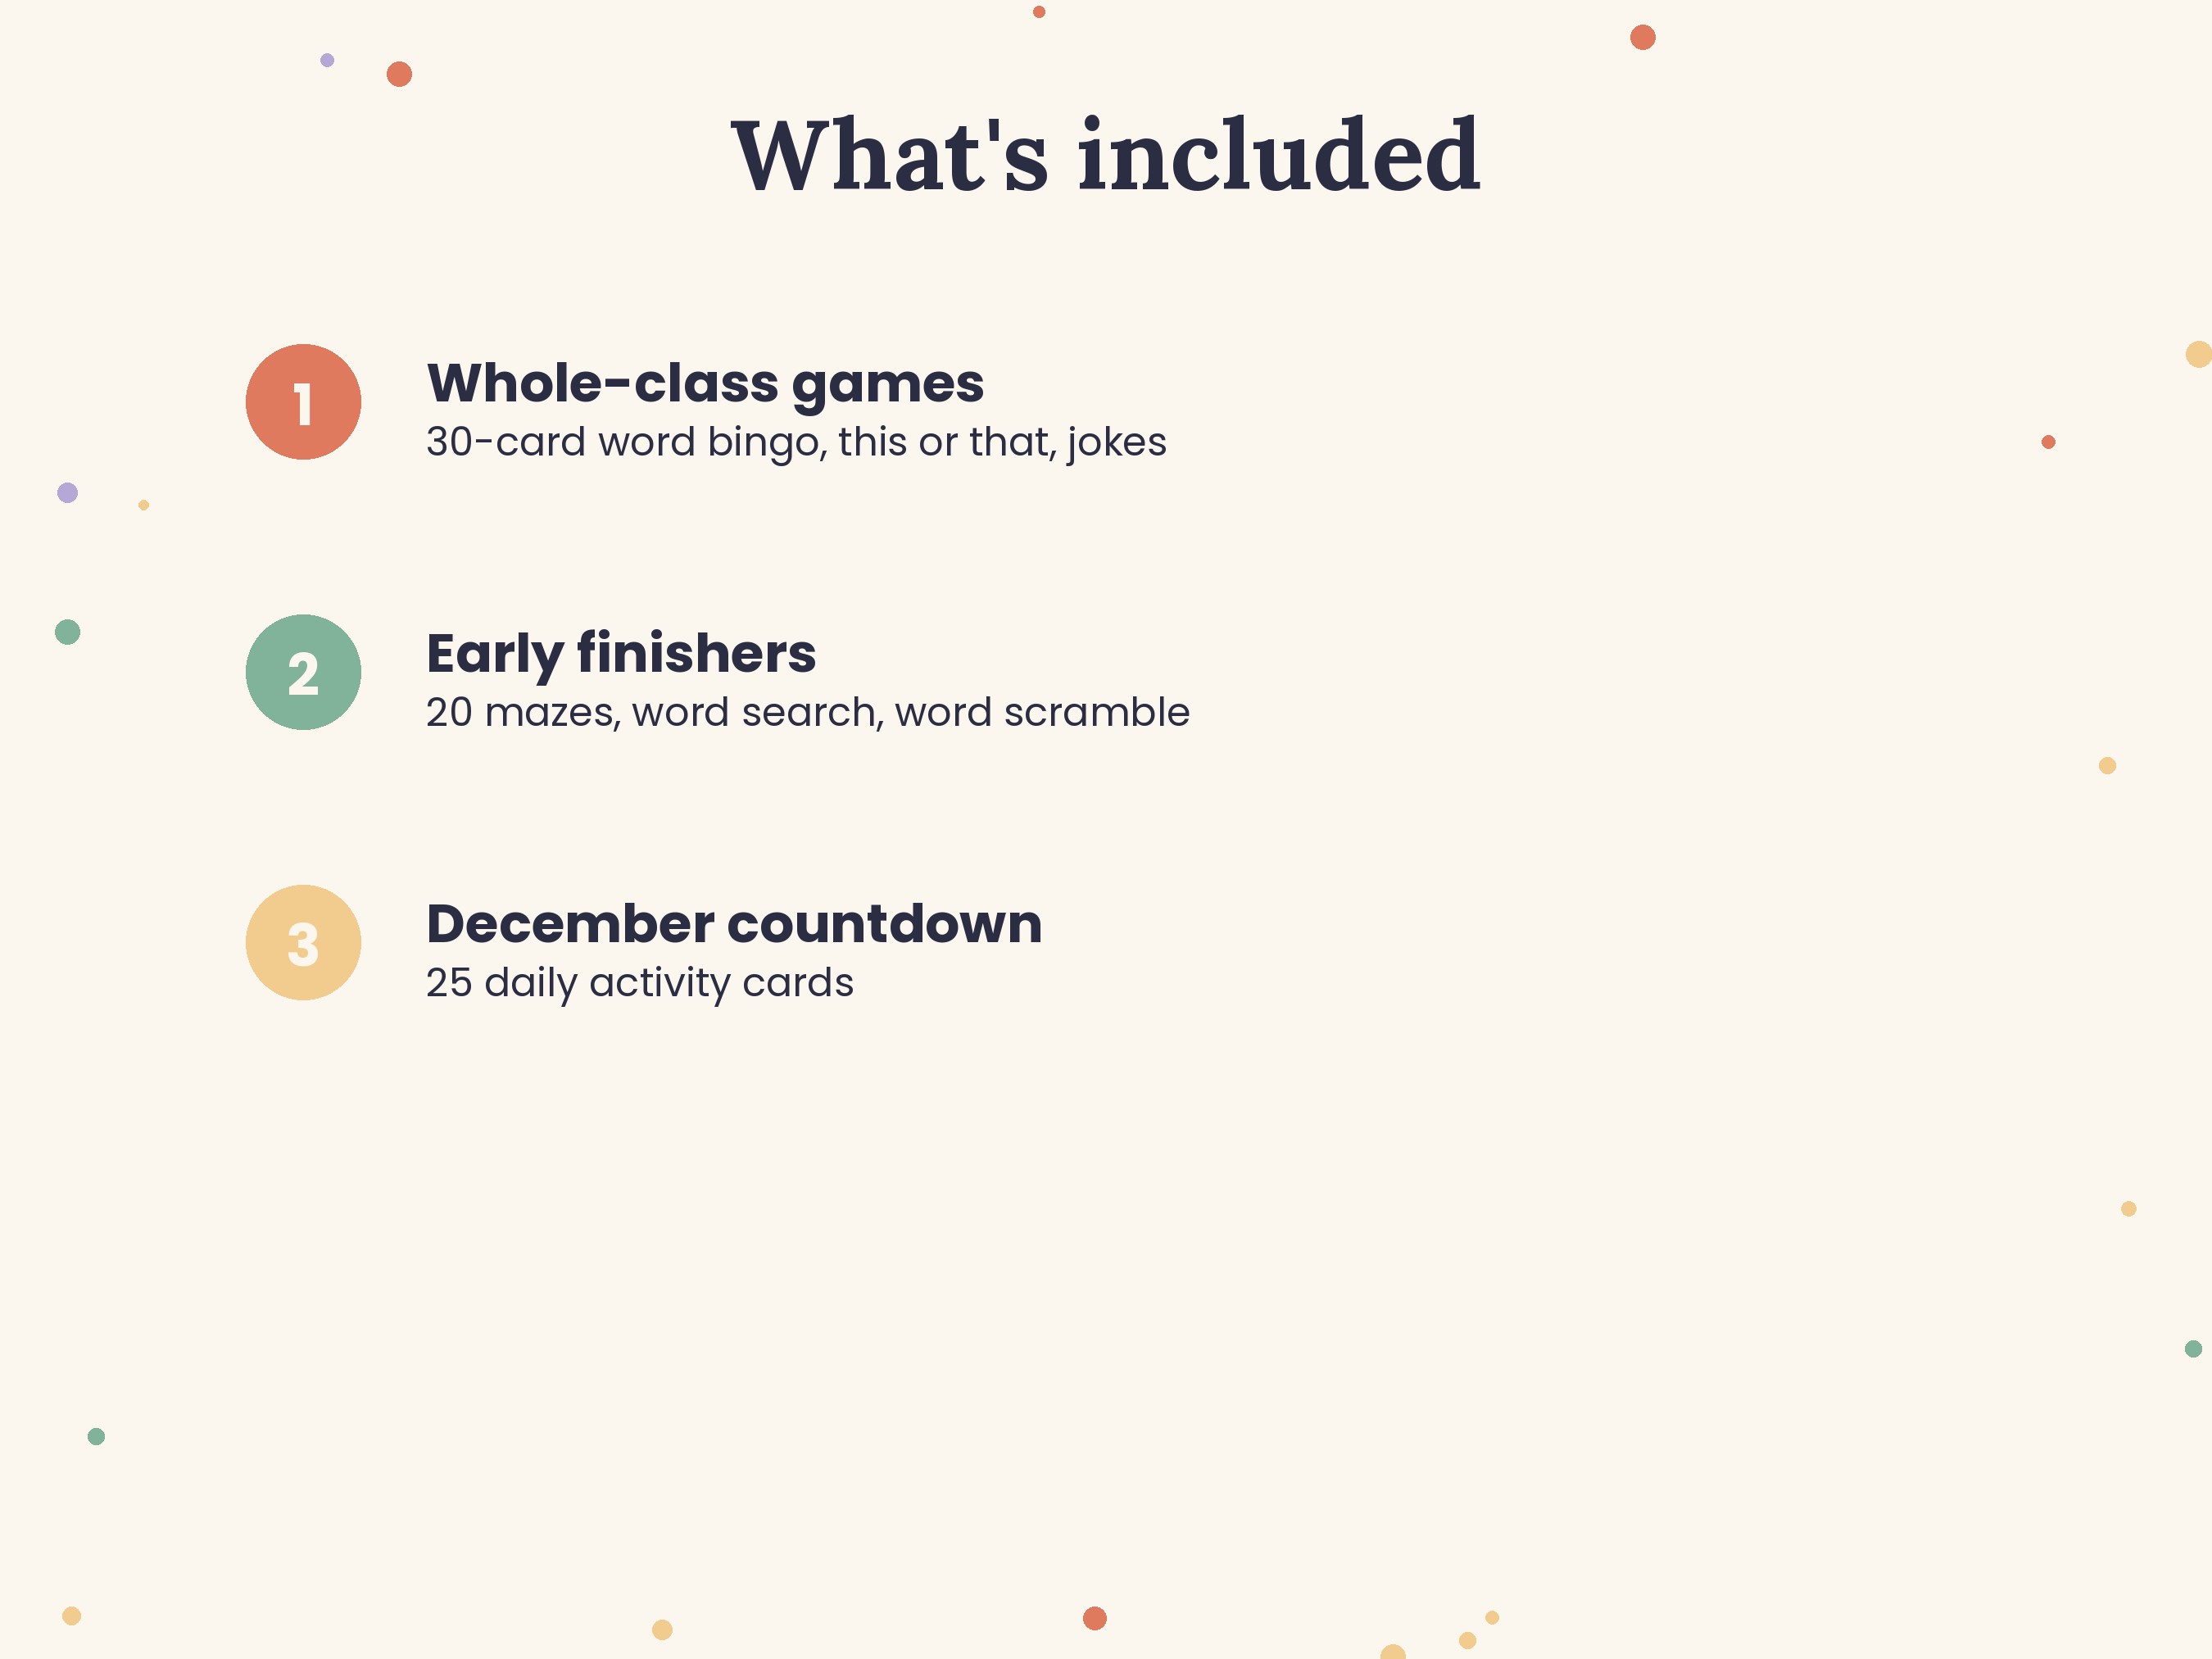 What's included
1
Whole-class games
30-card word bingo, this or that, jokes
2
Early finishers
20 mazes, word search, word scramble
3
December countdown
25 daily activity cards